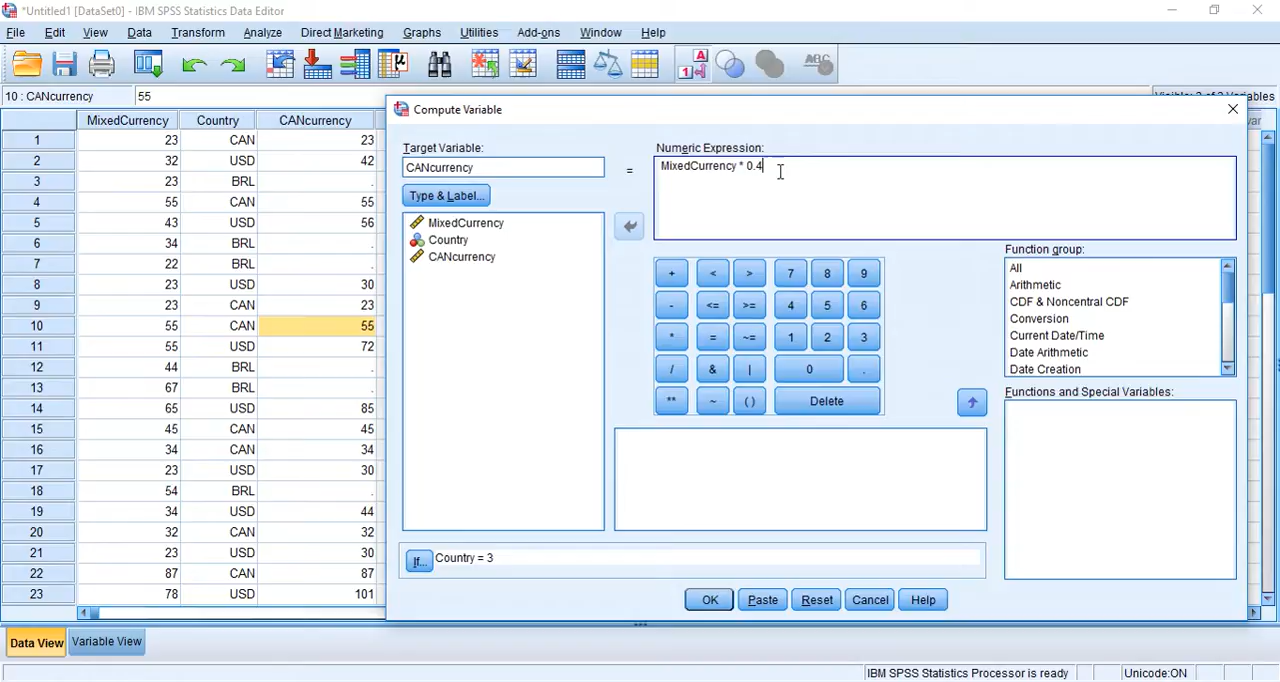 *Untitled1 [DataSet0] - IBM SPSS Statistics Data Editor
File Edit View Data Transform Analyze Direct Marketing Graphs Utilities Add-ons Window Help
10 : CANcurrency 55
MixedCurrency Country CANcurrency
1 23 CAN 23
2 32 USD 42
3 23 BRL .
4 55 CAN 55
5 43 USD 56
6 34 BRL .
7 22 BRL .
8 23 USD 30
9 23 CAN 23
10 55 CAN 55
11 55 USD 72
12 44 BRL .
13 67 BRL .
14 65 USD 85
15 45 CAN 45
16 34 CAN 34
17 23 USD 30
18 54 BRL .
19 34 USD 44
20 32 CAN 32
21 23 USD 30
22 87 CAN 87
23 78 USD 101
Data View Variable View
Compute Variable
Target Variable:
CANcurrency
=
Type & Label...
MixedCurrency
Country
CANcurrency
Numeric Expression:
MixedCurrency * 0.4
+ < > 7 8 9
- <= >= 4 5 6
* = ~= 1 2 3
/ & | 0 .
** ~ ( ) Delete
Function group:
All
Arithmetic
CDF & Noncentral CDF
Conversion
Current Date/Time
Date Arithmetic
Date Creation
Functions and Special Variables:
If... Country = 3
OK Paste Reset Cancel Help
IBM SPSS Statistics Processor is ready Unicode:ON